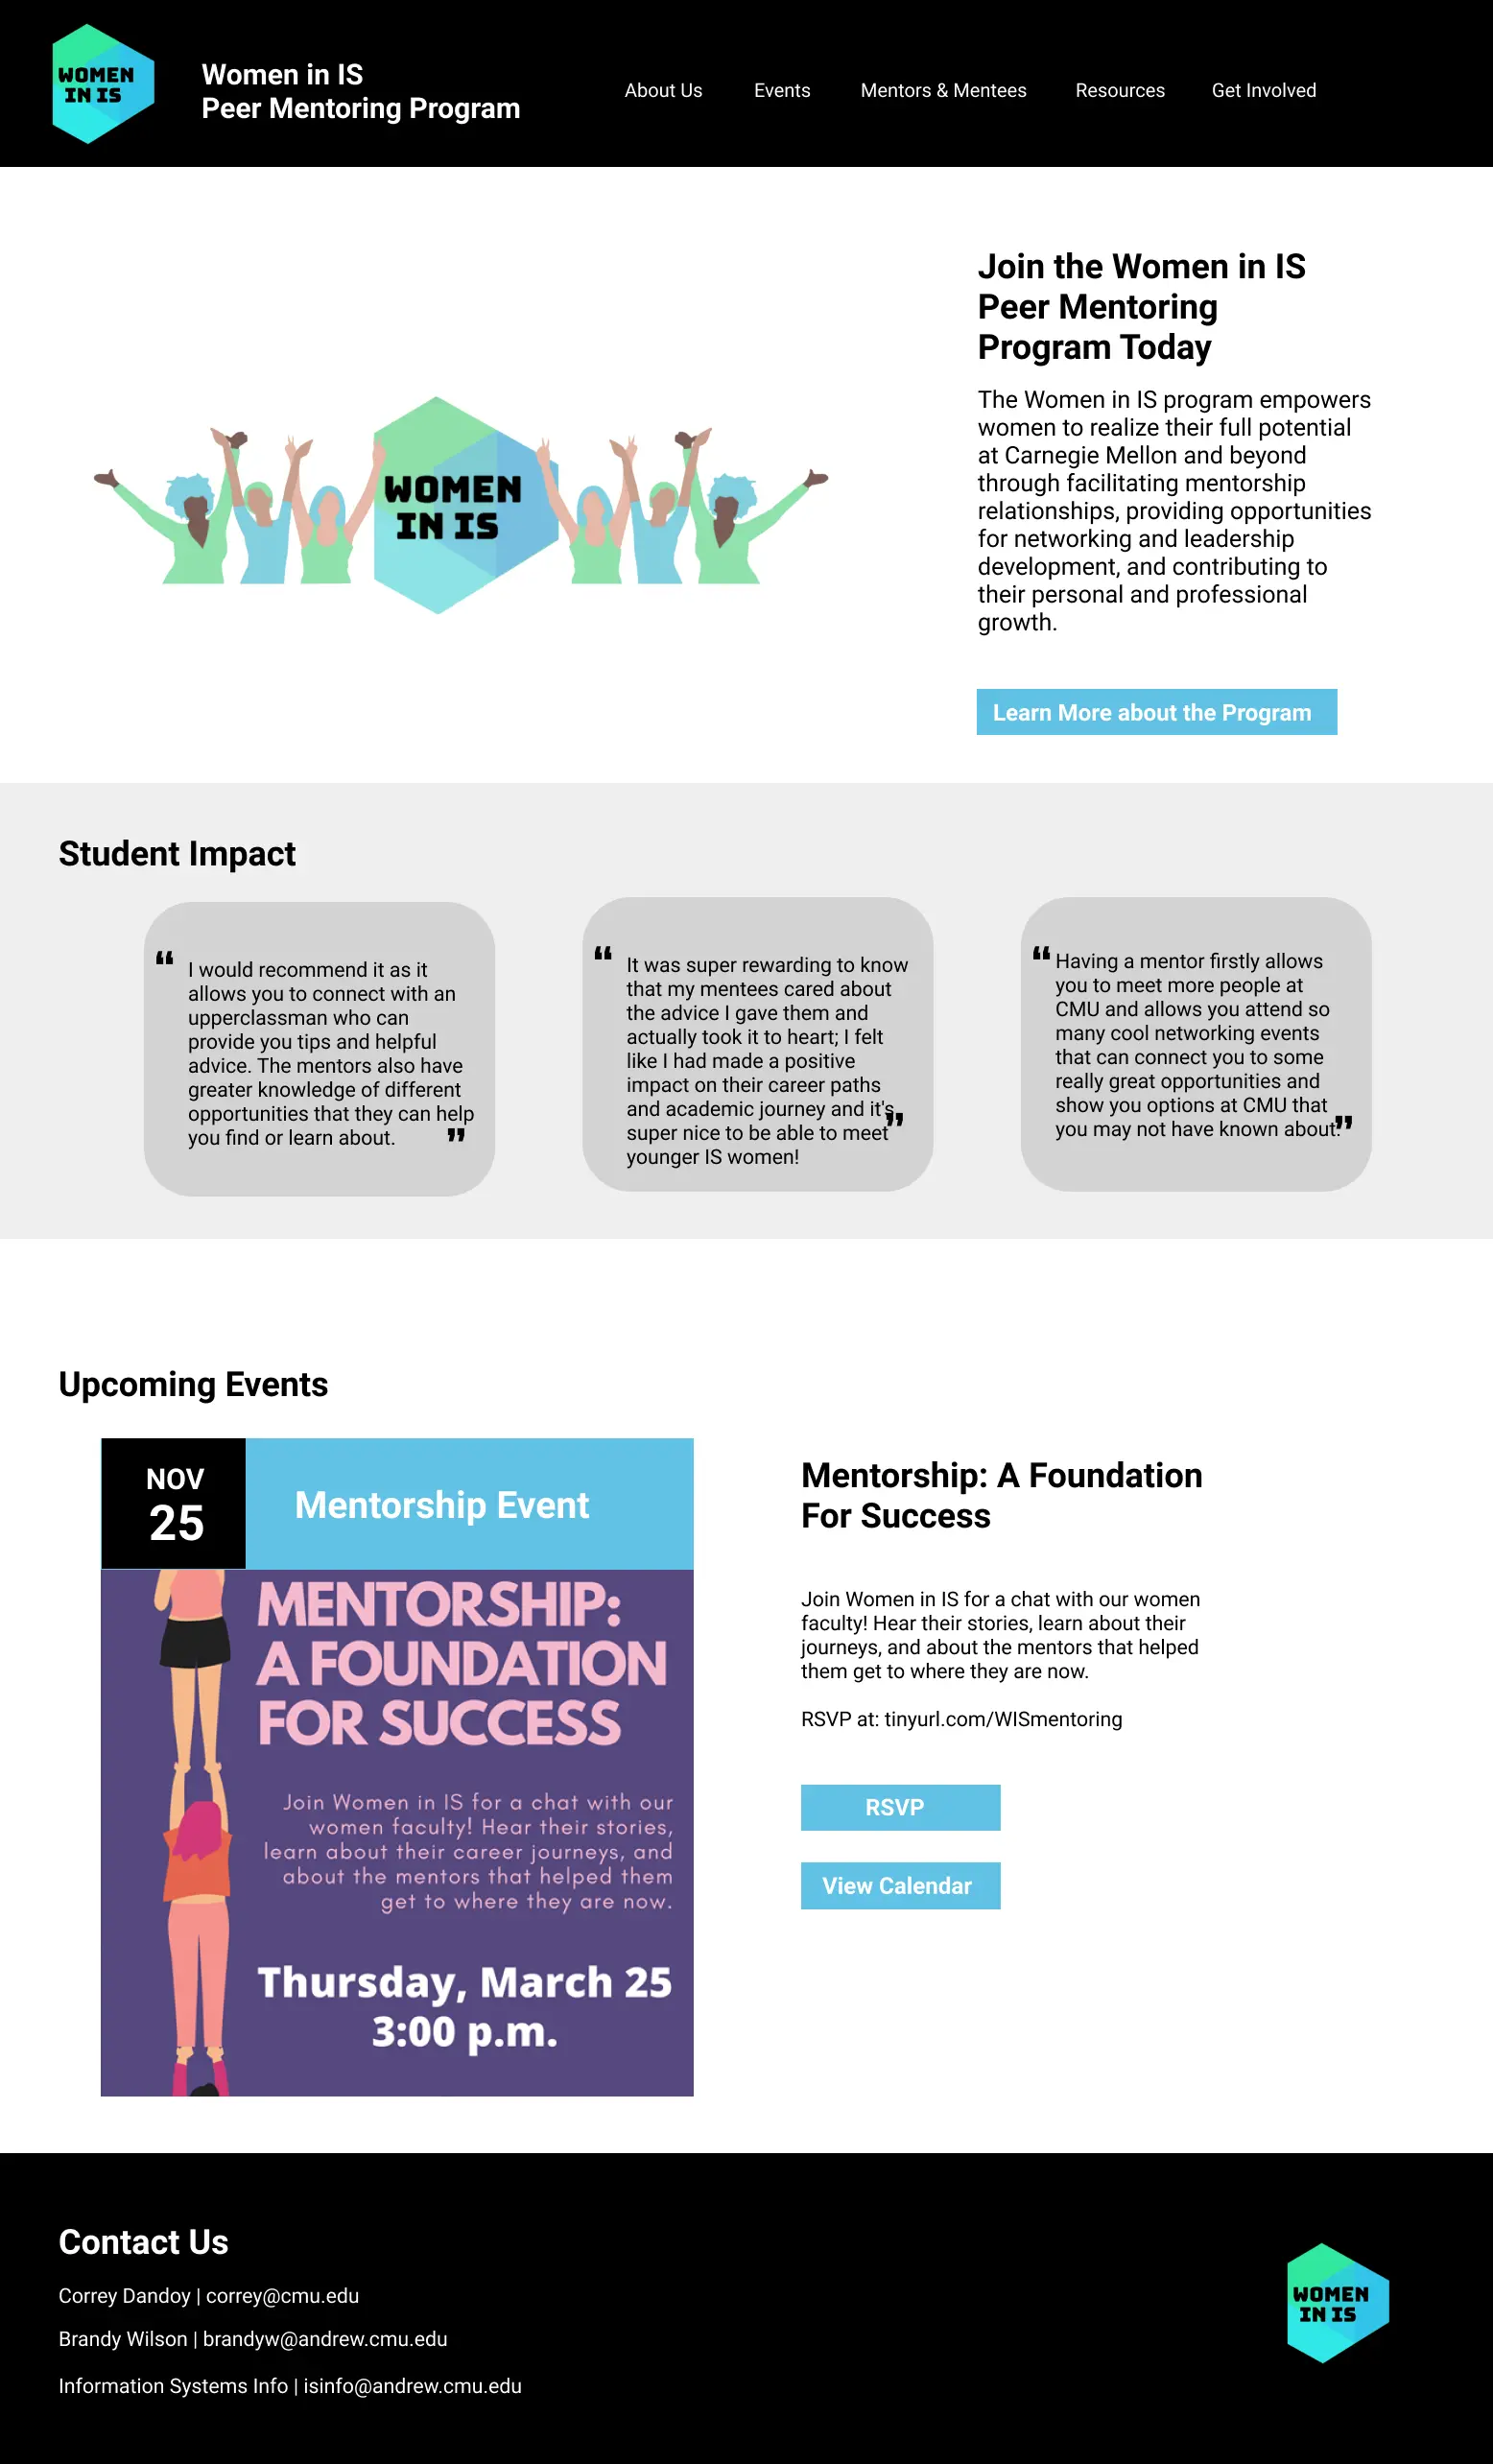 WOMEN
IN IS
Women in IS
Peer Mentoring Program
About Us
Events
Mentors & Mentees
Resources
Get Involved
WOMEN
IN IS
Join the Women in IS
Peer Mentoring
Program Today
The Women in IS program empowers
women to realize their full potential
at Carnegie Mellon and beyond
through facilitating mentorship
relationships, providing opportunities
for networking and leadership
development, and contributing to
their personal and professional
growth.
Learn More about the Program
Student Impact
“ I would recommend it as it
allows you to connect with an
upperclassman who can
provide you tips and helpful
advice. The mentors also have
greater knowledge of different
opportunities that they can help
you find or learn about. ”
“ It was super rewarding to know
that my mentees cared about
the advice I gave them and
actually took it to heart; I felt
like I had made a positive
impact on their career paths
and academic journey and it's
super nice to be able to meet ”
younger IS women!
“ Having a mentor firstly allows
you to meet more people at
CMU and allows you attend so
many cool networking events
that can connect you to some
really great opportunities and
show you options at CMU that
you may not have known about. ”
Upcoming Events
NOV
25
Mentorship Event
MENTORSHIP:
A FOUNDATION
FOR SUCCESS
Join Women in IS for a chat with our
women faculty! Hear their stories,
learn about their career journeys, and
about the mentors that helped them
get to where they are now.
Thursday, March 25
3:00 p.m.
Mentorship: A Foundation
For Success
Join Women in IS for a chat with our women
faculty! Hear their stories, learn about their
journeys, and about the mentors that helped
them get to where they are now.
RSVP at: tinyurl.com/WISmentoring
RSVP
View Calendar
Contact Us
Correy Dandoy | correy@cmu.edu
Brandy Wilson | brandyw@andrew.cmu.edu
Information Systems Info | isinfo@andrew.cmu.edu
WOMEN
IN IS